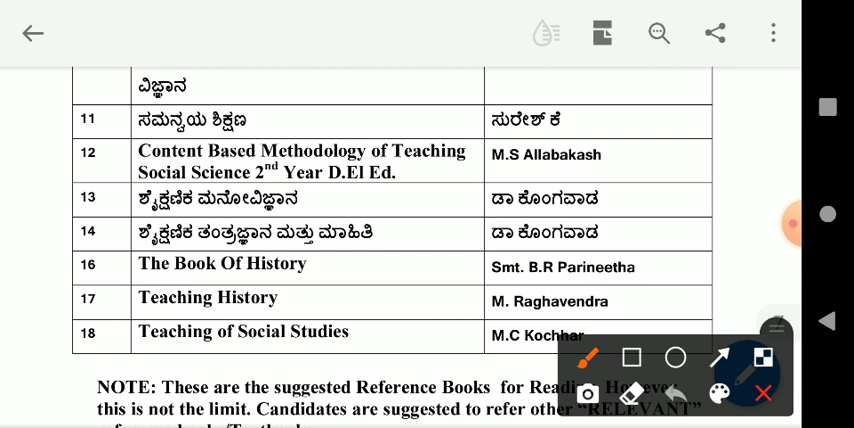 ವಿಜ್ಞಾನ
11 ಸಮನ್ವಯ ಶಿಕ್ಷಣ ಸುರೇಶ್ ಕೆ
12 Content Based Methodology of Teaching M.S Allabakash
Social Science 2nd Year D.El Ed.
13 ಶೈಕ್ಷಣಿಕ ಮನೋವಿಜ್ಞಾನ ಡಾ ಕೊಂಗವಾಡ
14 ಶೈಕ್ಷಣಿಕ ತಂತ್ರಜ್ಞಾನ ಮತ್ತು ಮಾಹಿತಿ ಡಾ ಕೊಂಗವಾಡ
16 The Book Of History Smt. B.R Parineetha
17 Teaching History M. Raghavendra
18 Teaching of Social Studies M.C Kochhar
NOTE: These are the suggested Reference Books for Reading. However
this is not the limit. Candidates are suggested to refer other “RELEVANT”